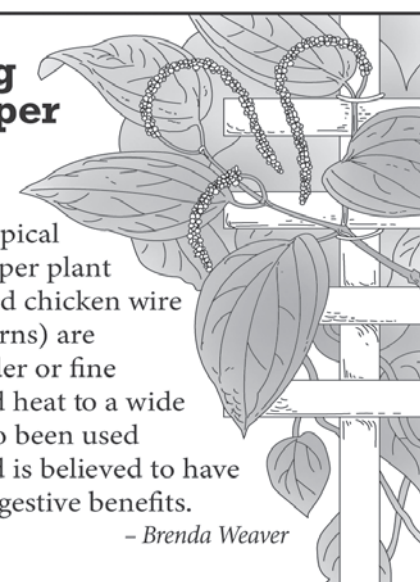 g
per
pical
per plant
d chicken wire
rns) are
ler or fine
d heat to a wide
o been used
d is believed to have
gestive benefits.
– Brenda Weaver